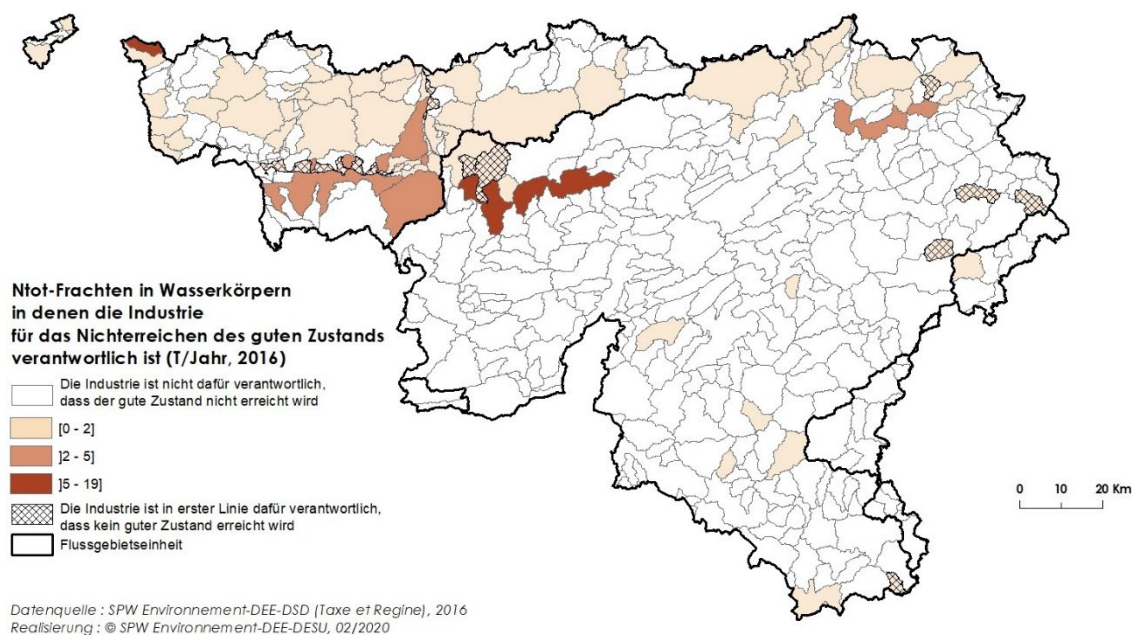 Ntot-Frachten in Wasserkörpern
in denen die Industrie
für das Nichterreichen des guten Zustands
verantwortlich ist (T/Jahr, 2016)
Die Industrie ist nicht dafür verantwortlich,
dass der gute Zustand nicht erreicht wird
[0 - 2]
]2 - 5]
]5 - 19]
Die Industrie ist in erster Linie dafür verantwortlich,
dass kein guter Zustand erreicht wird
Flussgebietseinheit
0 10 20 Km
Datenquelle : SPW Environnement-DEE-DSD (Taxe et Regine), 2016
Realisierung : © SPW Environnement-DEE-DESU, 02/2020